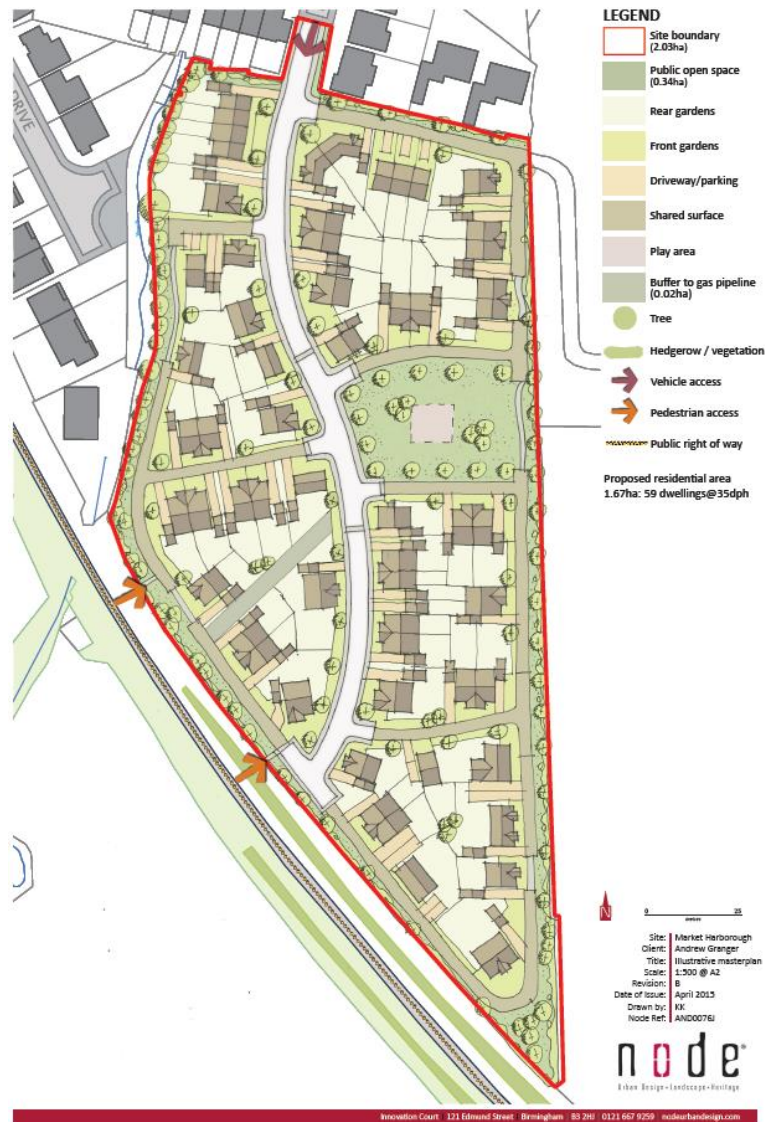 DRIVE
LEGEND
Site boundary
(2.03ha)
Public open space
(0.34ha)
Rear gardens
Front gardens
Driveway/parking
Shared surface
Play area
Buffer to gas pipeline
(0.02ha)
Tree
Hedgerow / vegetation
Vehicle access
Pedestrian access
Public right of way
Proposed residential area
1.67ha: 59 dwellings@35dph
N
0 25
metres
Site: Market Harborough
Client: Andrew Granger
Title: Illustrative masterplan
Scale: 1:500 @ A2
Revision: B
Date of Issue: April 2015
Drawn by: KK
Node Ref: AND0076J
node®
Urban Design • Landscape • Heritage
Innovation Court | 121 Edmund Street | Birmingham | B3 2HJ | 0121 667 9259 | nodeurbandesign.com